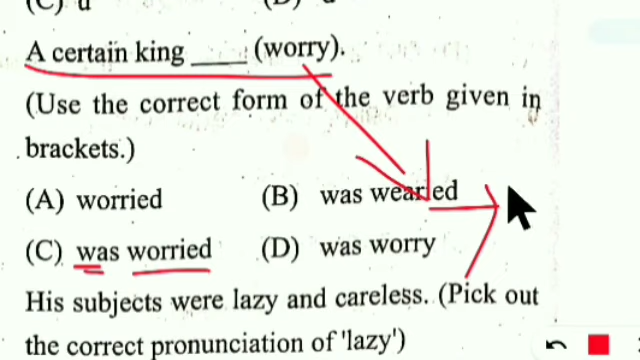 (C) u (D) u
A certain king ____ (worry).
(Use the correct form of the verb given in
brackets.)
(A) worried (B) was wearied
(C) was worried (D) was worry
His subjects were lazy and careless. (Pick out
the correct pronunciation of 'lazy')